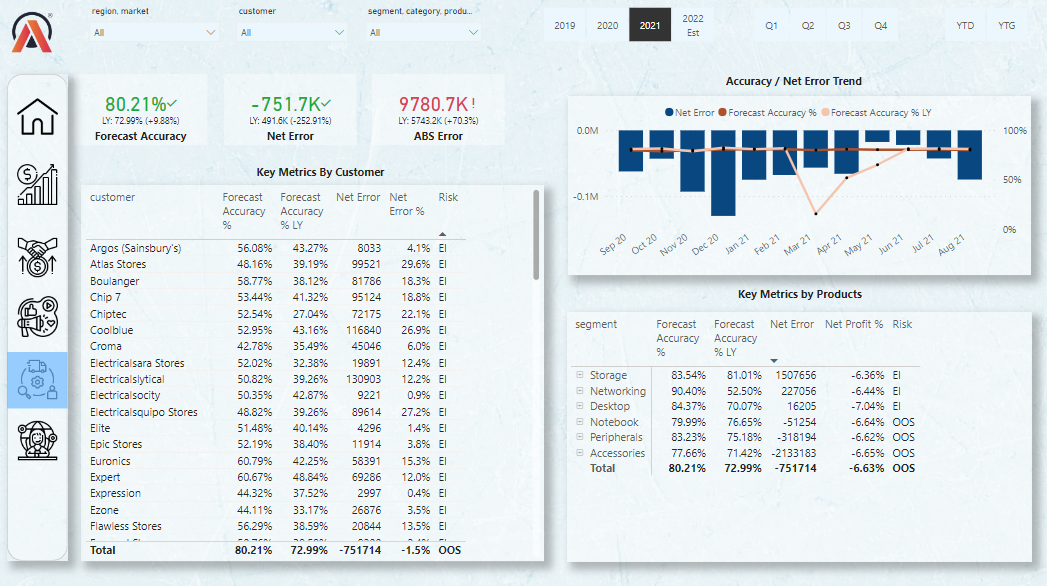 region, market
customer
segment, category, produ...
All
All
All
2019
2020
2021
2022
Est
Q1
Q2
Q3
Q4
YTD
YTG
80.21%
LY: 72.99% (+9.88%)
Forecast Accuracy
-751.7K
LY: 491.6K (-252.91%)
Net Error
9780.7K !
LY: 5743.2K (+70.3%)
ABS Error
Accuracy / Net Error Trend
Net Error
Forecast Accuracy %
Forecast Accuracy % LY
0.0M
-0.1M
100%
50%
0%
Sep 20
Oct 20
Nov 20
Dec 20
Jan 21
Feb 21
Mar 21
Apr 21
May 21
Jun 21
Jul 21
Aug 21
Key Metrics By Customer
customer Forecast Accuracy % Forecast Accuracy % LY Net Error Net Error % Risk
Argos (Sainsbury's) 56.08% 43.27% 8033 4.1% EI
Atlas Stores 48.16% 39.19% 99521 29.6% EI
Boulanger 58.77% 38.12% 81786 18.3% EI
Chip 7 53.44% 41.32% 95124 18.8% EI
Chiptec 52.54% 27.04% 72175 22.1% EI
Coolblue 52.95% 43.16% 116840 26.9% EI
Croma 42.78% 35.49% 45046 6.0% EI
Electricalsara Stores 52.02% 32.38% 19891 12.4% EI
Electricalslytical 50.82% 39.26% 130903 12.2% EI
Electricalsocity 50.35% 42.87% 9221 0.9% EI
Electricalsquipo Stores 48.82% 39.26% 89614 27.2% EI
Elite 51.48% 40.14% 4296 1.4% EI
Epic Stores 52.19% 38.40% 11914 3.8% EI
Euronics 60.79% 42.25% 58391 15.3% EI
Expert 60.67% 48.84% 69286 12.0% EI
Expression 44.32% 37.52% 2997 0.4% EI
Ezone 44.11% 33.17% 26876 3.5% EI
Flawless Stores 56.29% 38.59% 20844 13.5% EI
Total 80.21% 72.99% -751714 -1.5% OOS
Key Metrics by Products
segment Forecast Accuracy % Forecast Accuracy % LY Net Error Net Profit % Risk
Storage 83.54% 81.01% 1507656 -6.36% EI
Networking 90.40% 52.50% 227056 -6.44% EI
Desktop 84.37% 70.07% 16205 -7.04% EI
Notebook 79.99% 76.65% -51254 -6.64% OOS
Peripherals 83.23% 75.18% -318194 -6.62% OOS
Accessories 77.66% 71.42% -2133183 -6.65% OOS
Total 80.21% 72.99% -751714 -6.63% OOS